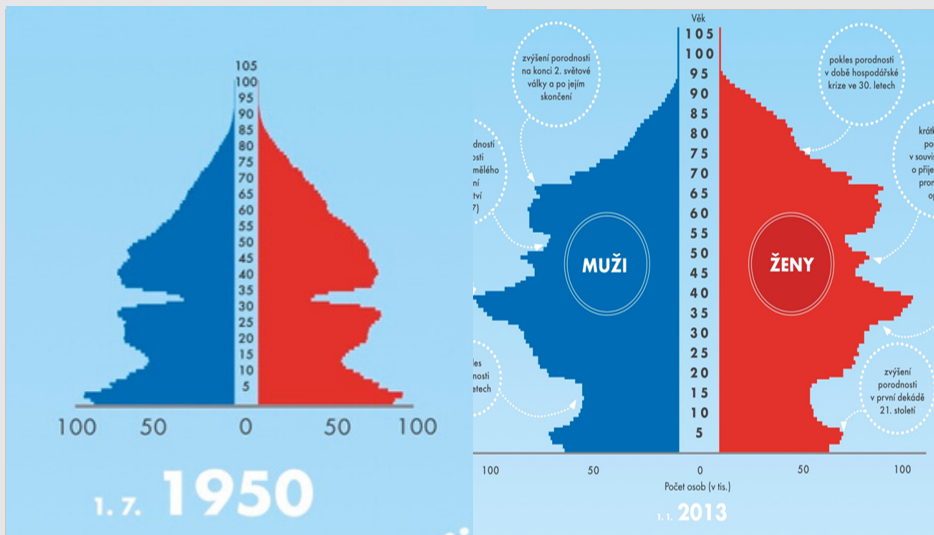 105
100
95
90
85
80
75
70
65
60
55
50
45
40
35
30
25
20
15
10
5
100 50 0 50 100
1. 7. 1950
Věk
105
100
95
90
85
80
75
70
65
60
55
50
45
40
35
30
25
20
15
10
5
zvýšení porodnosti
na konci 2. světové
války a po jejím
skončení
pokles porodnosti
v době hospodářské
krize ve 30. letech
MUŽI
ŽENY
zvýšení
porodnosti
v první dekádě
21. století
100 50 0 50 100
Počet osob (v tis.)
1. 1. 2013